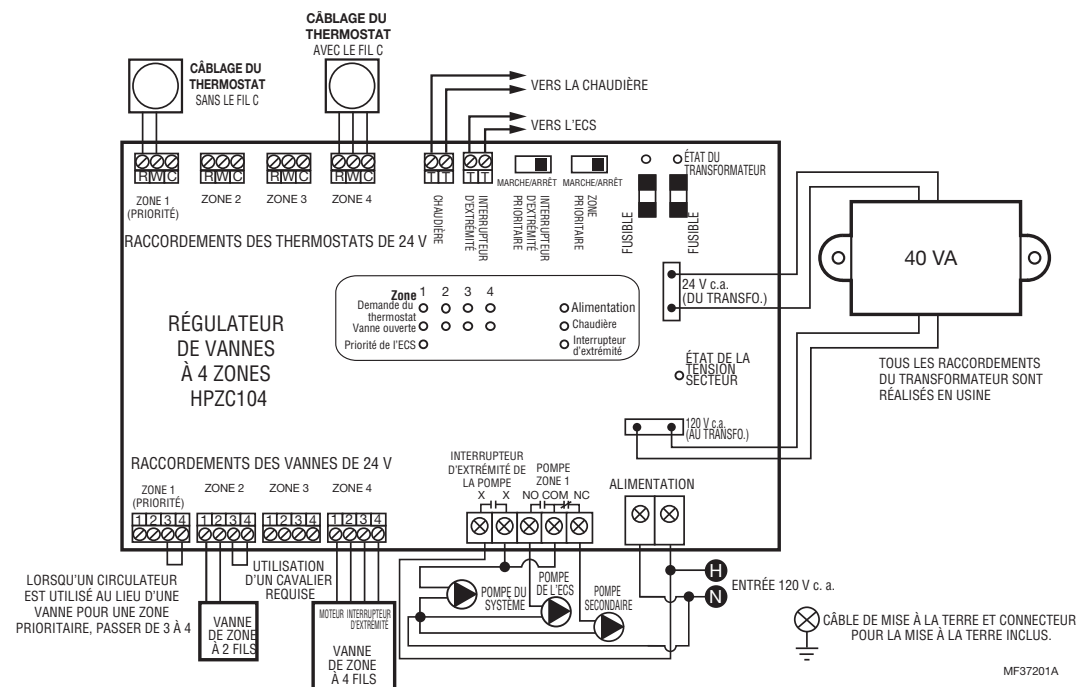 CÂBLAGE DU
THERMOSTAT
AVEC LE FIL C
CÂBLAGE DU
THERMOSTAT
SANS LE FIL C
VERS LA CHAUDIÈRE
VERS L'ECS
R W C
ZONE 1
(PRIORITÉ)
R W C
ZONE 2
R W C
ZONE 3
R W C
ZONE 4
T T
CHAUDIÈRE
T T
INTERRUPTEUR
D'EXTRÉMITÉ
MARCHE/ARRÊT
INTERRUPTEUR
D'EXTRÉMITÉ
PRIORITAIRE
MARCHE/ARRÊT
ZONE
PRIORITAIRE
ÉTAT DU
TRANSFORMATEUR
FUSIBLE
FUSIBLE
RACCORDEMENTS DES THERMOSTATS DE 24 V
40 VA
24 V c.a.
(DU TRANSFO.)
Zone 1 2 3 4
Demande du
thermostat
Vanne ouverte
Priorité de l'ECS
Alimentation
Chaudière
Interrupteur
d'extrémité
RÉGULATEUR
DE VANNES
À 4 ZONES
HPZC104
ÉTAT DE LA
TENSION
SECTEUR
TOUS LES RACCORDEMENTS
DU TRANSFORMATEUR SONT
RÉALISÉS EN USINE
120 V c.a.
(AU TRANSFO.)
RACCORDEMENTS DES VANNES DE 24 V
ZONE 1
(PRIORITÉ)
1 2 3 4
ZONE 2
1 2 3 4
ZONE 3
1 2 3 4
ZONE 4
1 2 3 4
INTERRUPTEUR
D'EXTRÉMITÉ DE
LA POMPE
X X
POMPE
ZONE 1
NO COM NC
ALIMENTATION
LORSQU'UN CIRCULATEUR
EST UTILISÉ AU LIEU D'UNE
VANNE POUR UNE ZONE
PRIORITAIRE, PASSER DE 3 À 4
UTILISATION
D'UN CAVALIER
REQUISE
VANNE
DE ZONE
À 2 FILS
MOTEUR INTERRUPTEUR
D'EXTRÉMITÉ
VANNE
DE ZONE
À 4 FILS
POMPE DU
SYSTÈME
POMPE
DE L'ECS
POMPE
SECONDAIRE
H
N
ENTRÉE 120 V c. a.
CÂBLE DE MISE À LA TERRE ET CONNECTEUR
POUR LA MISE À LA TERRE INCLUS.
MF37201A